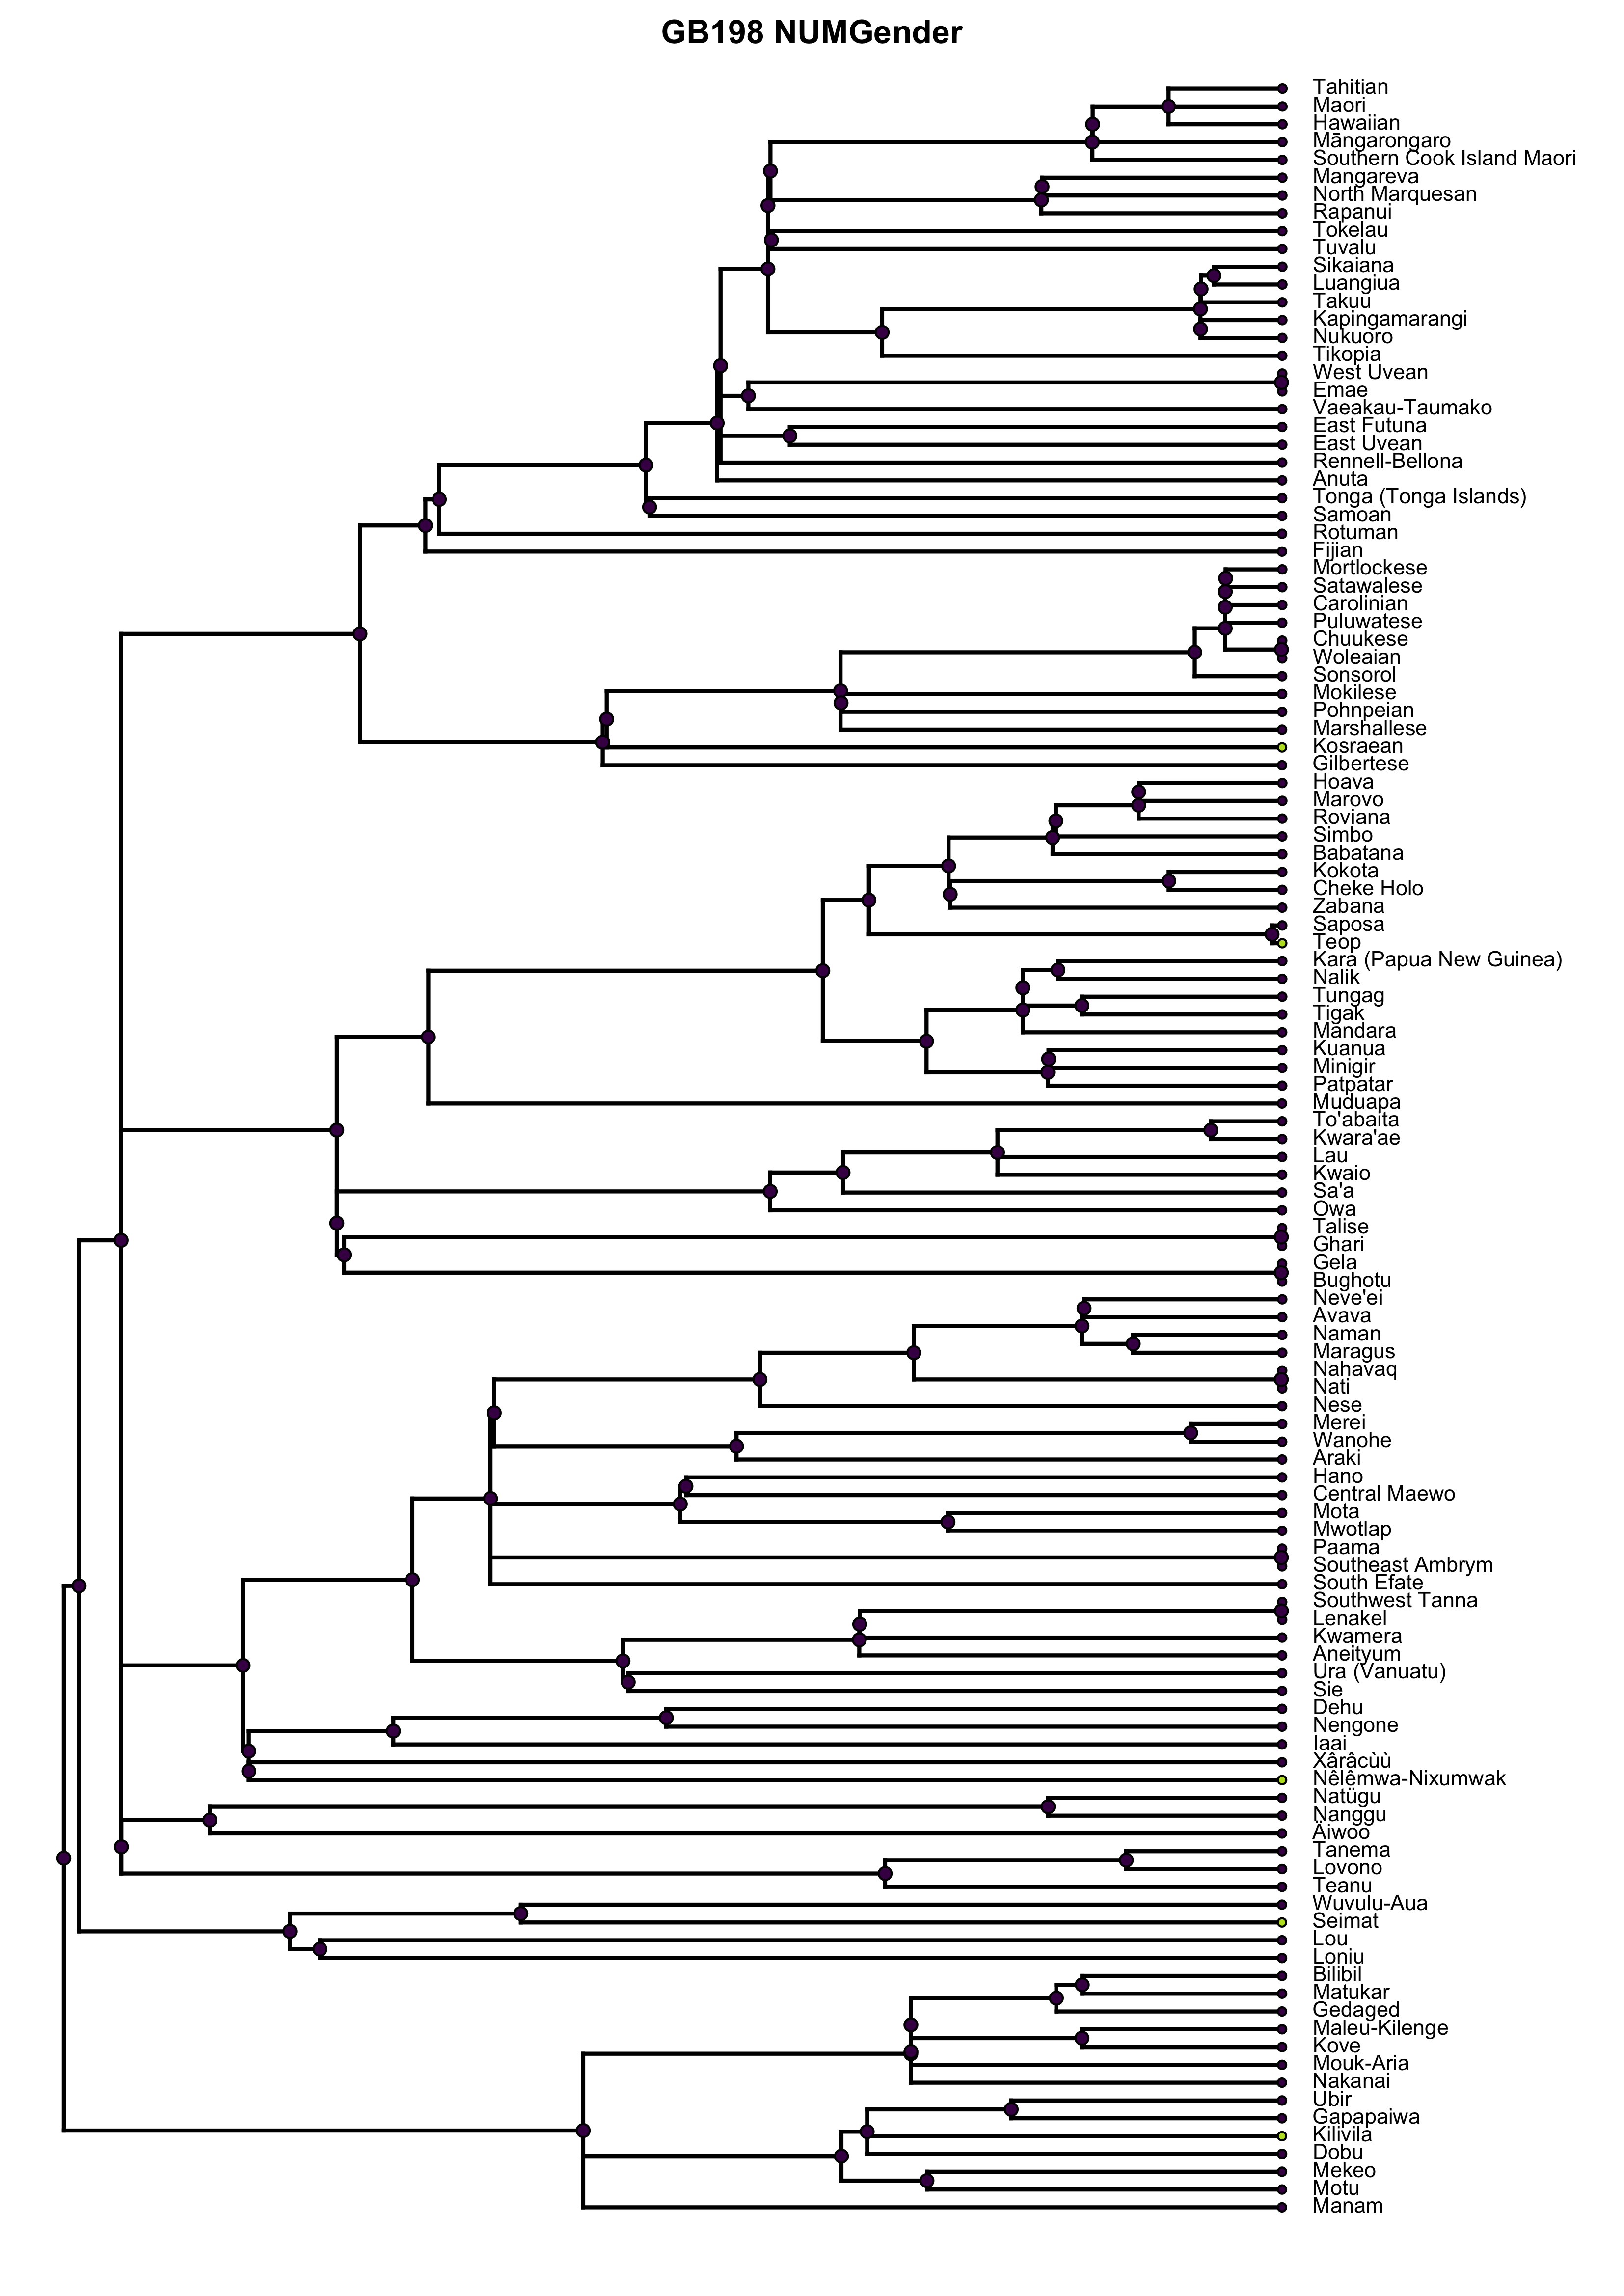 GB198 NUMGender
Tahitian
Maori
Hawaiian
Māngarongaro
Southern Cook Island Maori
Mangareva
North Marquesan
Rapanui
Tokelau
Tuvalu
Sikaiana
Luangiua
Takuu
Kapingamarangi
Nukuoro
Tikopia
West Uvean
Emae
Vaeakau-Taumako
East Futuna
East Uvean
Rennell-Bellona
Anuta
Tonga (Tonga Islands)
Samoan
Rotuman
Fijian
Mortlockese
Satawalese
Carolinian
Puluwatese
Chuukese
Woleaian
Sonsorol
Mokilese
Pohnpeian
Marshallese
Kosraean
Gilbertese
Hoava
Marovo
Roviana
Simbo
Babatana
Kokota
Cheke Holo
Zabana
Saposa
Teop
Kara (Papua New Guinea)
Nalik
Tungag
Tigak
Mandara
Kuanua
Minigir
Patpatar
Muduapa
To'abaita
Kwara'ae
Lau
Kwaio
Sa'a
Owa
Talise
Ghari
Gela
Bughotu
Neve'ei
Avava
Naman
Maragus
Nahavaq
Nati
Nese
Merei
Wanohe
Araki
Hano
Central Maewo
Mota
Mwotlap
Paama
Southeast Ambrym
South Efate
Southwest Tanna
Lenakel
Kwamera
Aneityum
Ura (Vanuatu)
Sie
Dehu
Nengone
Iaai
Xârâcùù
Nêlêmwa-Nixumwak
Natügu
Nanggu
Äiwoo
Tanema
Lovono
Teanu
Wuvulu-Aua
Seimat
Lou
Loniu
Bilibil
Matukar
Gedaged
Maleu-Kilenge
Kove
Mouk-Aria
Nakanai
Ubir
Gapapaiwa
Kilivila
Dobu
Mekeo
Motu
Manam